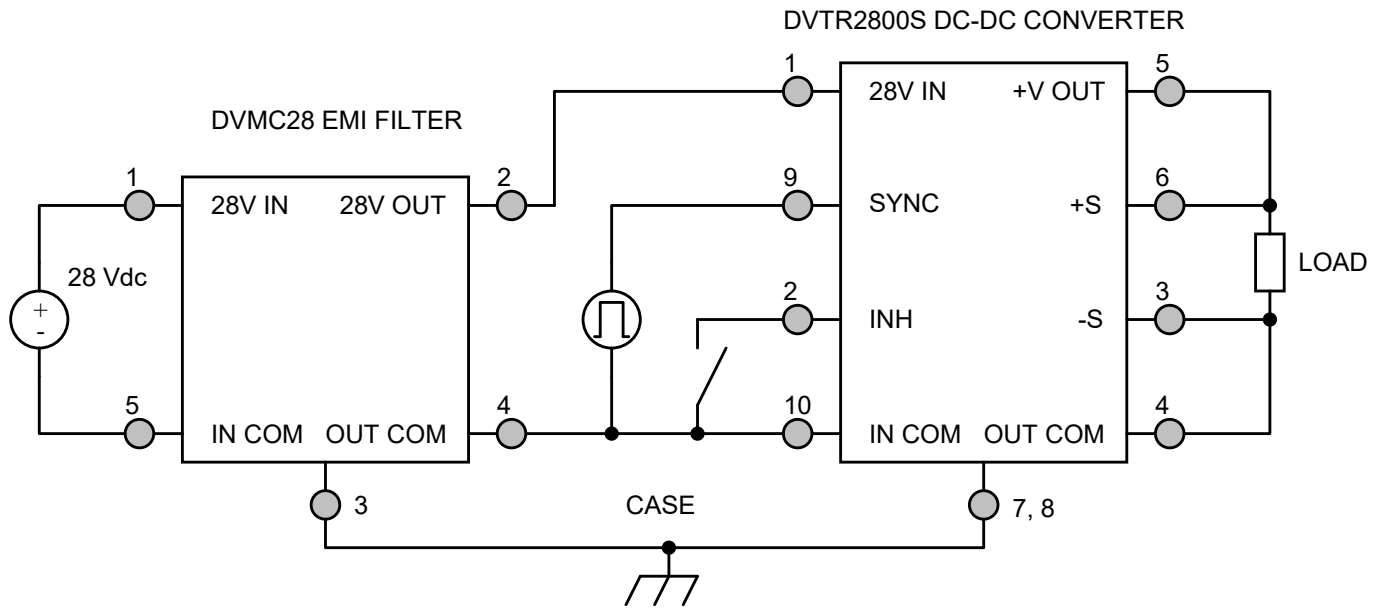 DVTR2800S DC-DC CONVERTER
DVMC28 EMI FILTER
1
28V IN
28V OUT
2
28 Vdc
+
-
5
IN COM
OUT COM
4
3
CASE
1
28V IN
+V OUT
5
9
SYNC
+S
6
LOAD
2
INH
-S
3
10
IN COM
OUT COM
4
7, 8